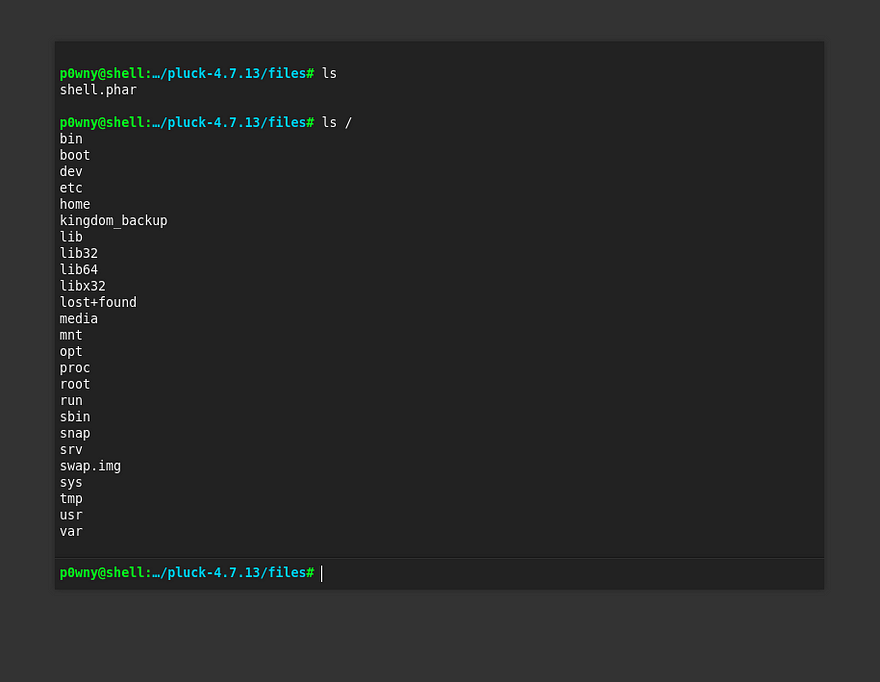 p0wny@shell:…/pluck-4.7.13/files# ls
shell.phar
p0wny@shell:…/pluck-4.7.13/files# ls /
bin
boot
dev
etc
home
kingdom_backup
lib
lib32
lib64
libx32
lost+found
media
mnt
opt
proc
root
run
sbin
snap
srv
swap.img
sys
tmp
usr
var
p0wny@shell:…/pluck-4.7.13/files#